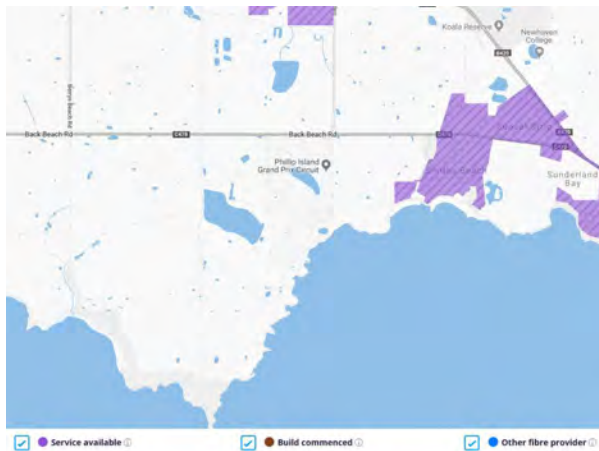 Koala Reserve
Newhaven
College
B420
Back Beach Rd
C478
Back Beach Rd
Phillip Island
Grand Prix Circuit
Sunderland
Bay
Service available
Build commenced
Other fibre provider